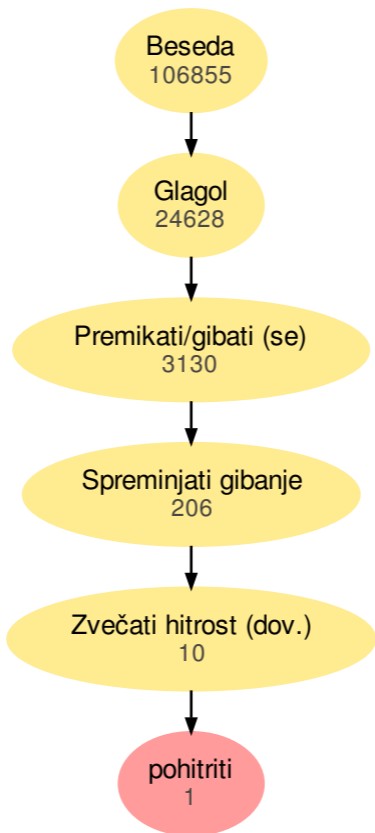 Beseda
106855
Glagol
24628
Premikati/gibati (se)
3130
Spreminjati gibanje
206
Zvečati hitrost (dov.)
10
pohitriti
1